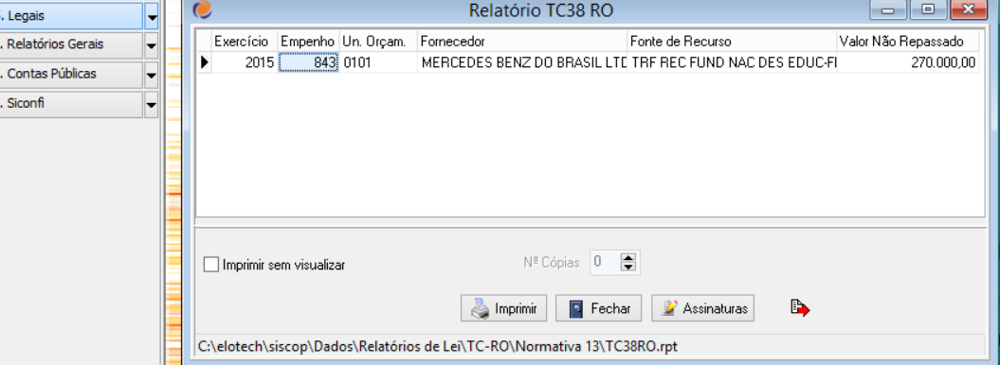 . Legais
. Relatórios Gerais
. Contas Públicas
. Siconfi
Relatório TC38 RO
Exercício Empenho Un. Orçam. Fornecedor Fonte de Recurso Valor Não Repassado
2015 843 0101 MERCEDES BENZ DO BRASIL LTD TRF REC FUND NAC DES EDUC-FI 270.000,00
Imprimir sem visualizar
Nº Cópias 0
Imprimir Fechar Assinaturas
C:\elotech\siscop\Dados\Relatórios de Lei\TC-RO\Normativa 13\TC38RO.rpt